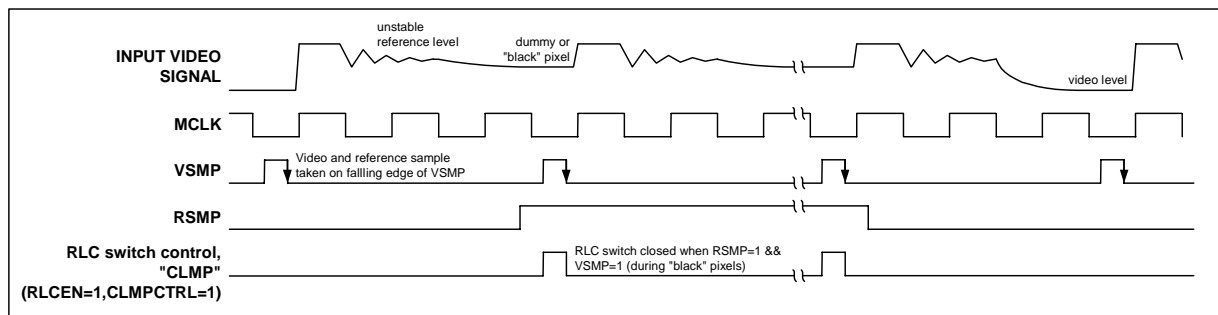 unstable
reference level
dummy or
"black" pixel
INPUT VIDEO
SIGNAL
video level
MCLK
VSMP
Video and reference sample
taken on fallling edge of VSMP
RSMP
RLC switch control,
"CLMP"
(RLCEN=1,CLMPCTRL=1)
RLC switch closed when RSMP=1 &&
VSMP=1 (during "black" pixels)